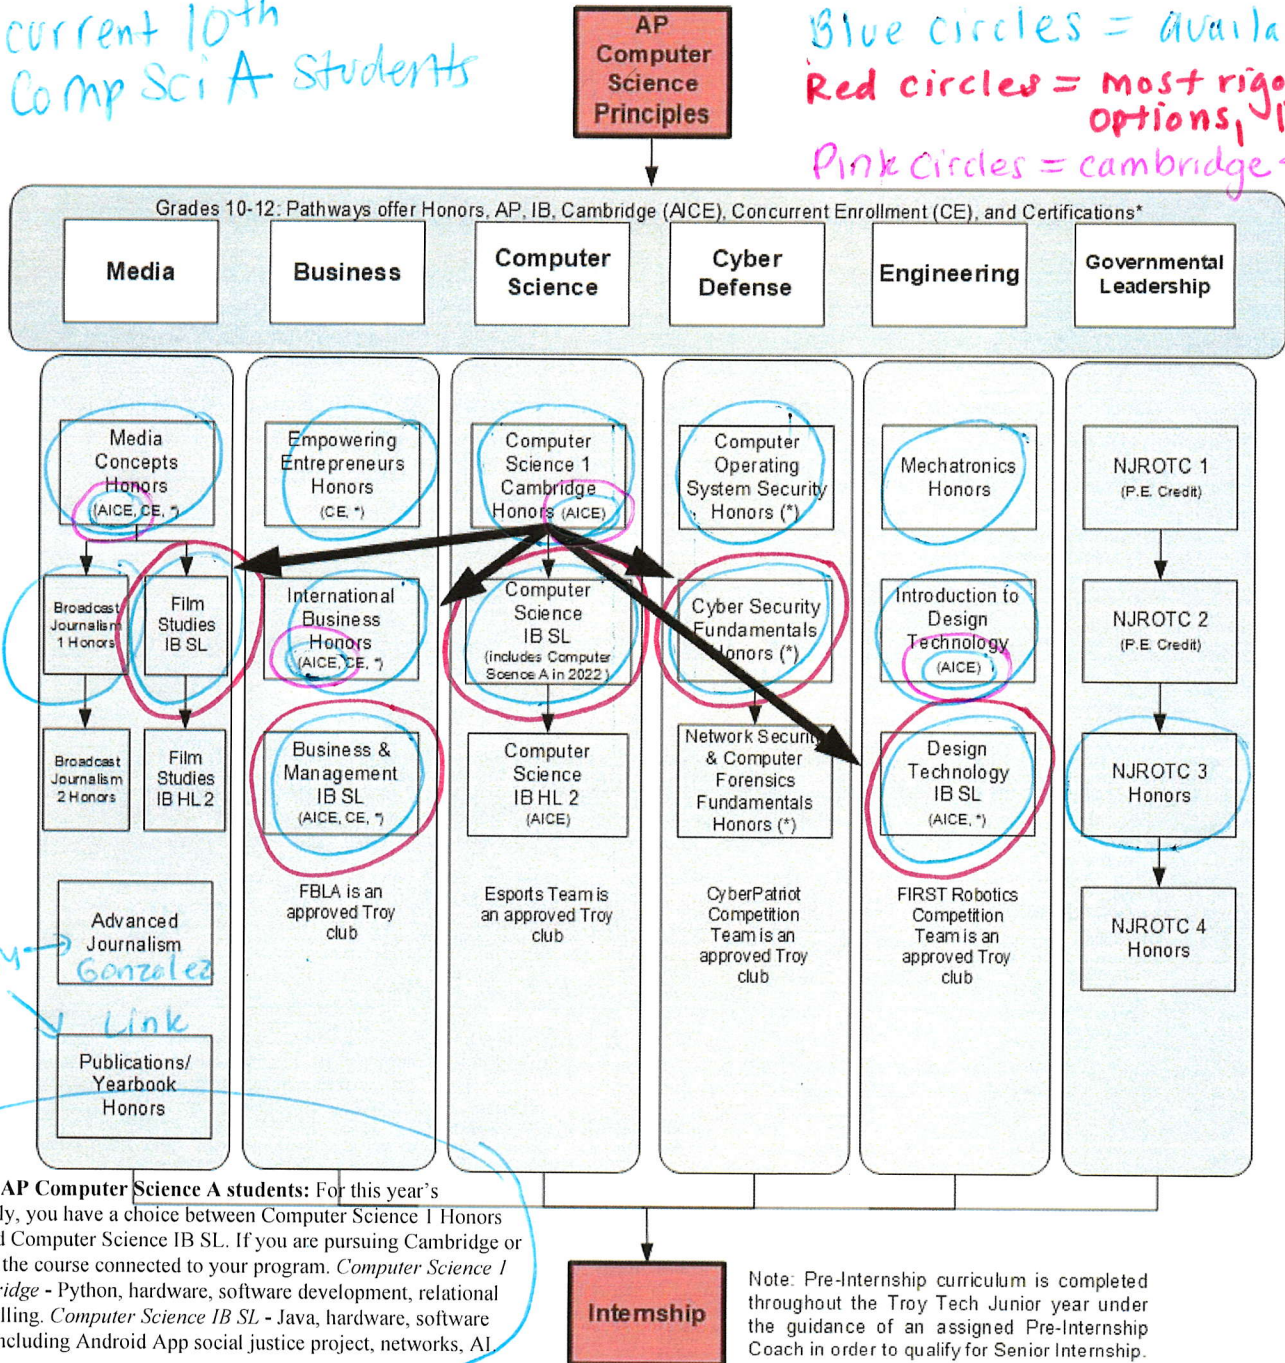 current 10th
Comp Sci A students
Blue circles = availa
Red circles = most rigo
options,
Pink circles = cambridge
AP
Computer
Science
Principles
Grades 10-12: Pathways offer Honors, AP, IB, Cambridge (AICE), Concurrent Enrollment (CE), and Certifications*
Media
Business
Computer
Science
Cyber
Defense
Engineering
Governmental
Leadership
Media
Concepts
Honors
(AICE, CE, *)
Broadcast
Journalism
1 Honors
Film
Studies
IB SL
Broadcast
Journalism
2 Honors
Film
Studies
IB HL 2
Advanced
Journalism
Gonzalez
Link
Publications/
Yearbook
Honors
Empowering
Entrepreneurs
Honors
(CE, *)
International
Business
Honors
(AICE, CE, *)
Business &
Management
IB SL
(AICE, CE, *)
FBLA is an
approved Troy
club
Computer
Science 1
Cambridge
Honors (AICE)
Computer
Science
IB SL
(includes Computer
Science A in 2022)
Computer
Science
IB HL 2
(AICE)
Esports Team is
an approved Troy
club
Computer
Operating
System Security
Honors (*)
Cyber Security
Fundamentals
Honors (*)
Network Security
& Computer
Forensics
Fundamentals
Honors (*)
CyberPatriot
Competition
Team is an
approved Troy
club
Mechatronics
Honors
Introduction to
Design
Technology
(AICE)
Design
Technology
IB SL
(AICE, *)
FIRST Robotics
Competition
Team is an
approved Troy
club
NJROTC 1
(P.E. Credit)
NJROTC 2
(P.E. Credit)
NJROTC 3
Honors
NJROTC 4
Honors
AP Computer Science A students: For this year's
ly, you have a choice between Computer Science 1 Honors
d Computer Science IB SL. If you are pursuing Cambridge or
the course connected to your program. Computer Science 1
ridge - Python, hardware, software development, relational
lling. Computer Science IB SL - Java, hardware, software
ncluding Android App social justice project, networks, AI.
Internship
Note: Pre-Internship curriculum is completed
throughout the Troy Tech Junior year under
the guidance of an assigned Pre-Internship
Coach in order to qualify for Senior Internship.